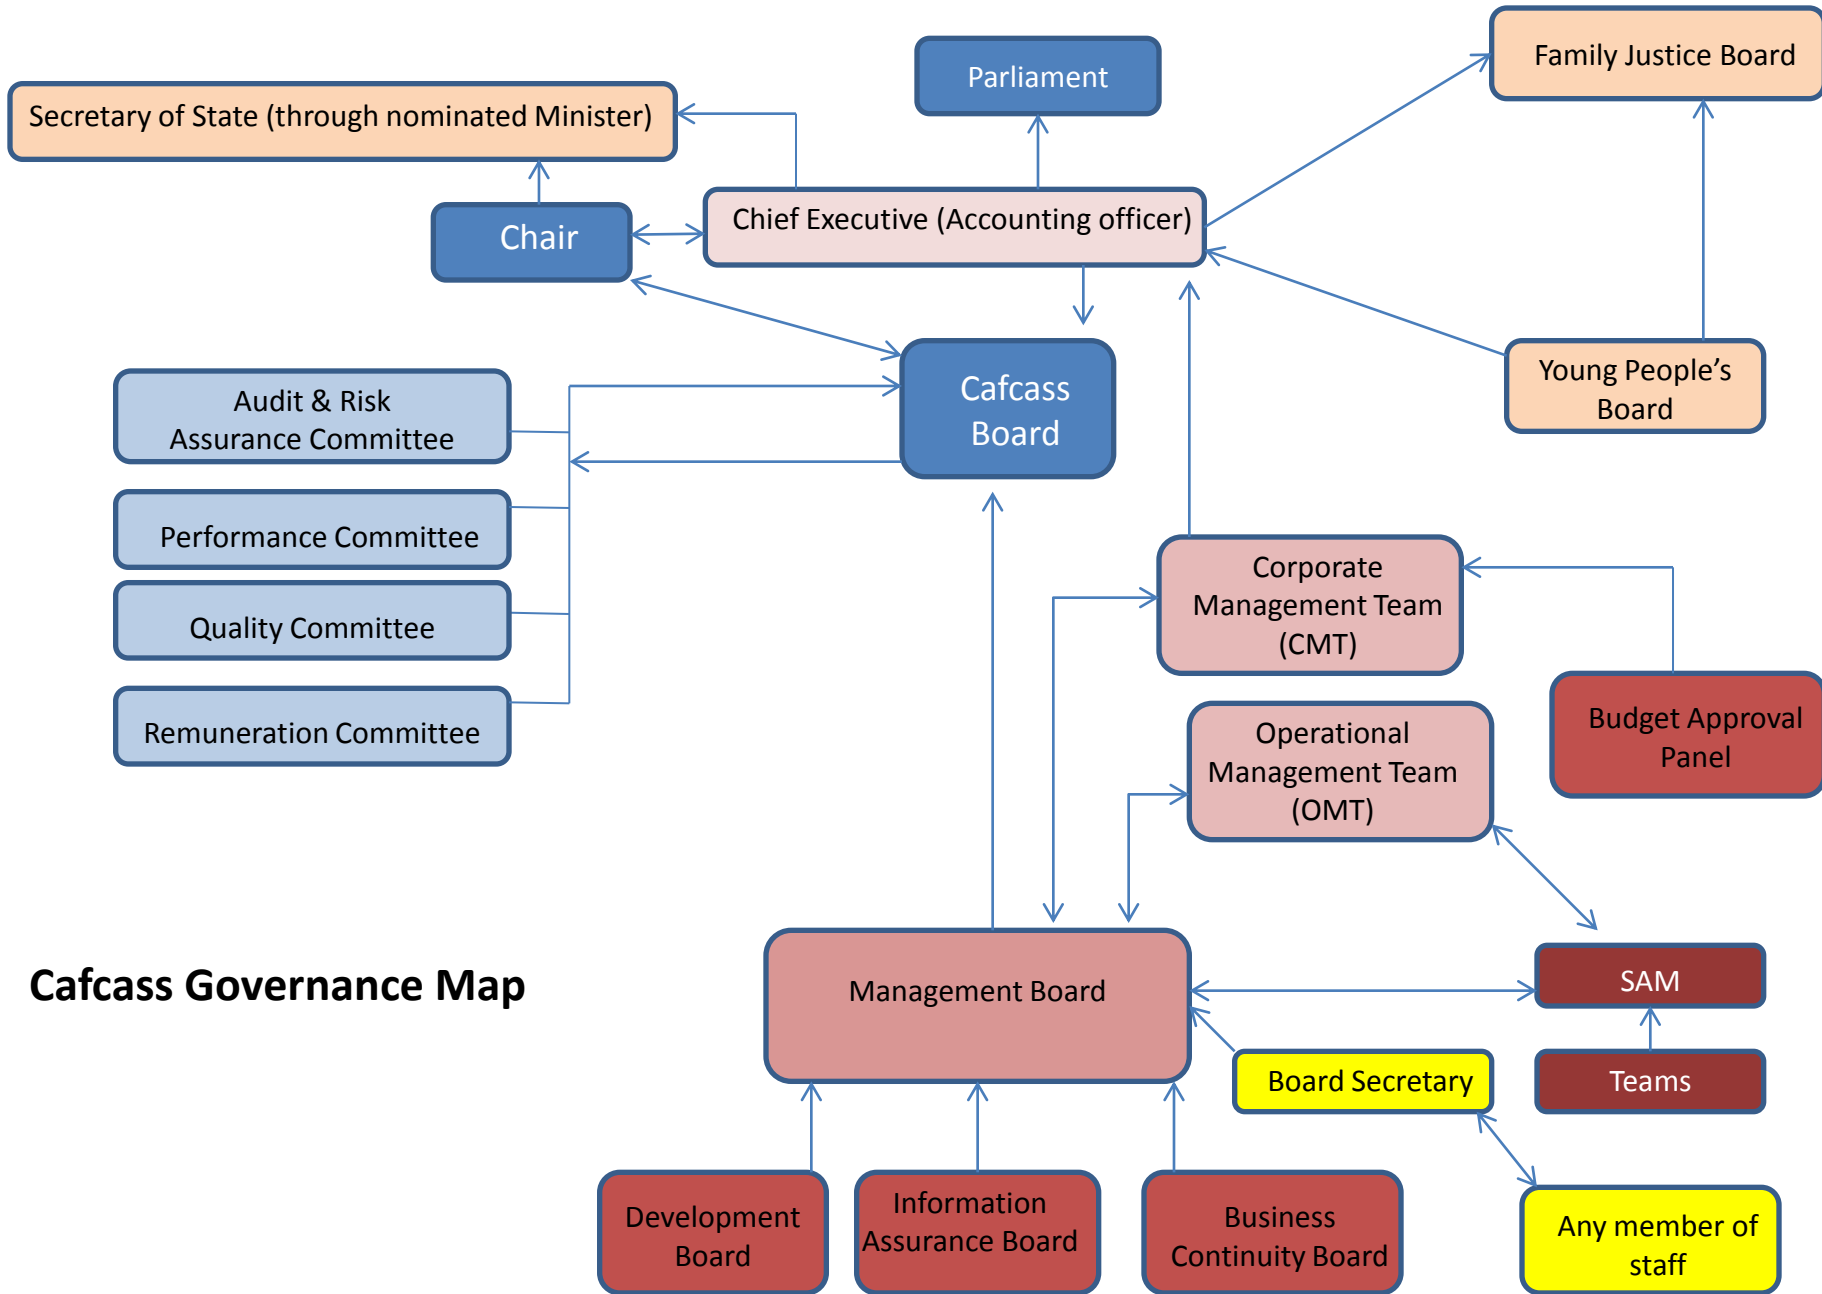 Family Justice Board
Parliament
Secretary of State (through nominated Minister)
Chief Executive (Accounting officer)
Chair
Young People’s
Board
Cafcass
Board
Audit & Risk
Assurance Committee
Performance Committee
Quality Committee
Remuneration Committee
Corporate
Management Team
(CMT)
Budget Approval
Panel
Operational
Management Team
(OMT)
Cafcass Governance Map
Management Board
SAM
Board Secretary
Teams
Development
Board
Information
Assurance Board
Business
Continuity Board
Any member of
staff